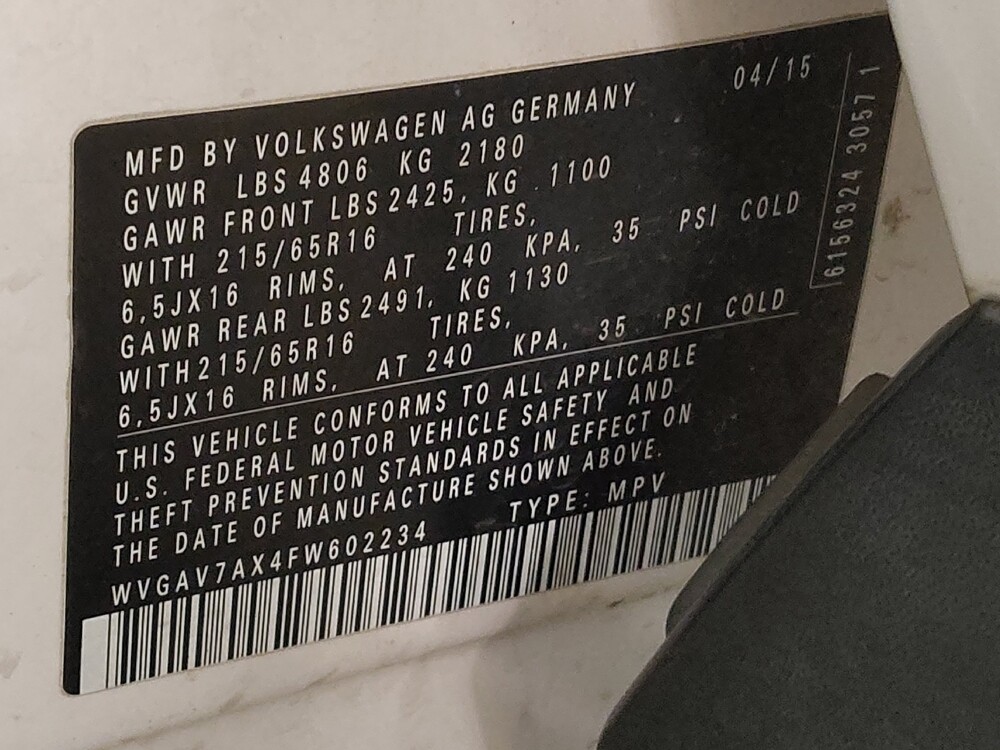 04/15
MFD BY VOLKSWAGEN AG GERMANY
GVWR LBS 4806 KG 2180
GAWR FRONT LBS 2425, KG 1100
WITH 215/65R16 TIRES,
6,5JX16 RIMS, AT 240 KPA, 35 PSI COLD
GAWR REAR LBS 2491, KG 1130
WITH 215/65R16 TIRES,
6,5JX16 RIMS, AT 240 KPA, 35 PSI COLD
THIS VEHICLE CONFORMS TO ALL APPLICABLE
U.S. FEDERAL MOTOR VEHICLE SAFETY AND
THEFT PREVENTION STANDARDS IN EFFECT ON
THE DATE OF MANUFACTURE SHOWN ABOVE.
WVGAV7AX4FW602234 TYPE: MPV
6156324 3057 1